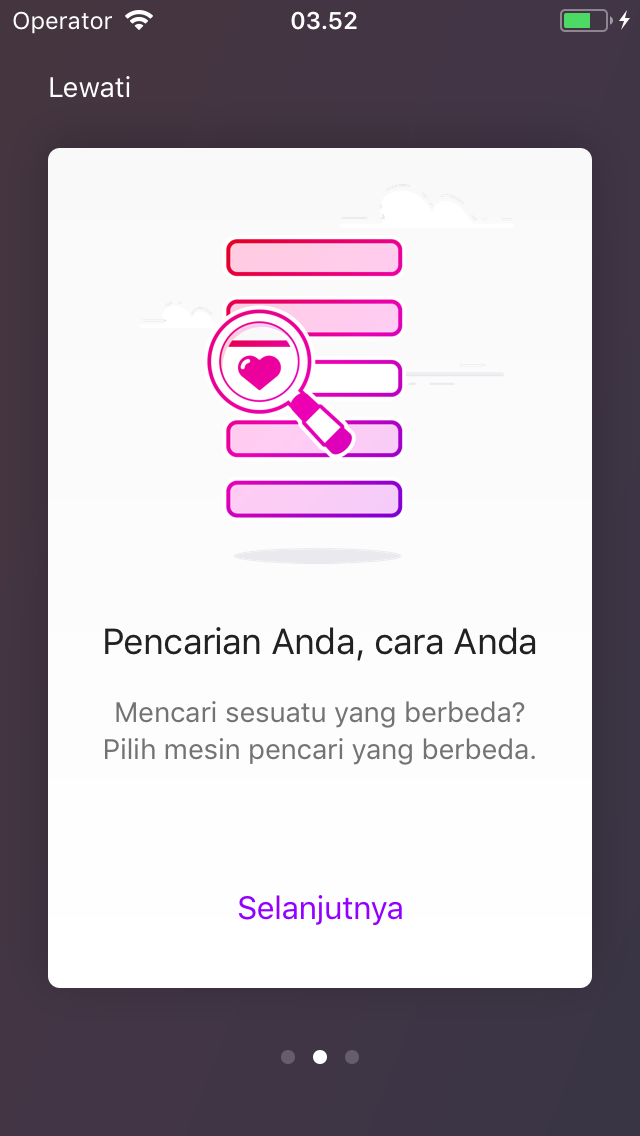 Operator
03.52
Lewati
Pencarian Anda, cara Anda
Mencari sesuatu yang berbeda?
Pilih mesin pencari yang berbeda.
Selanjutnya